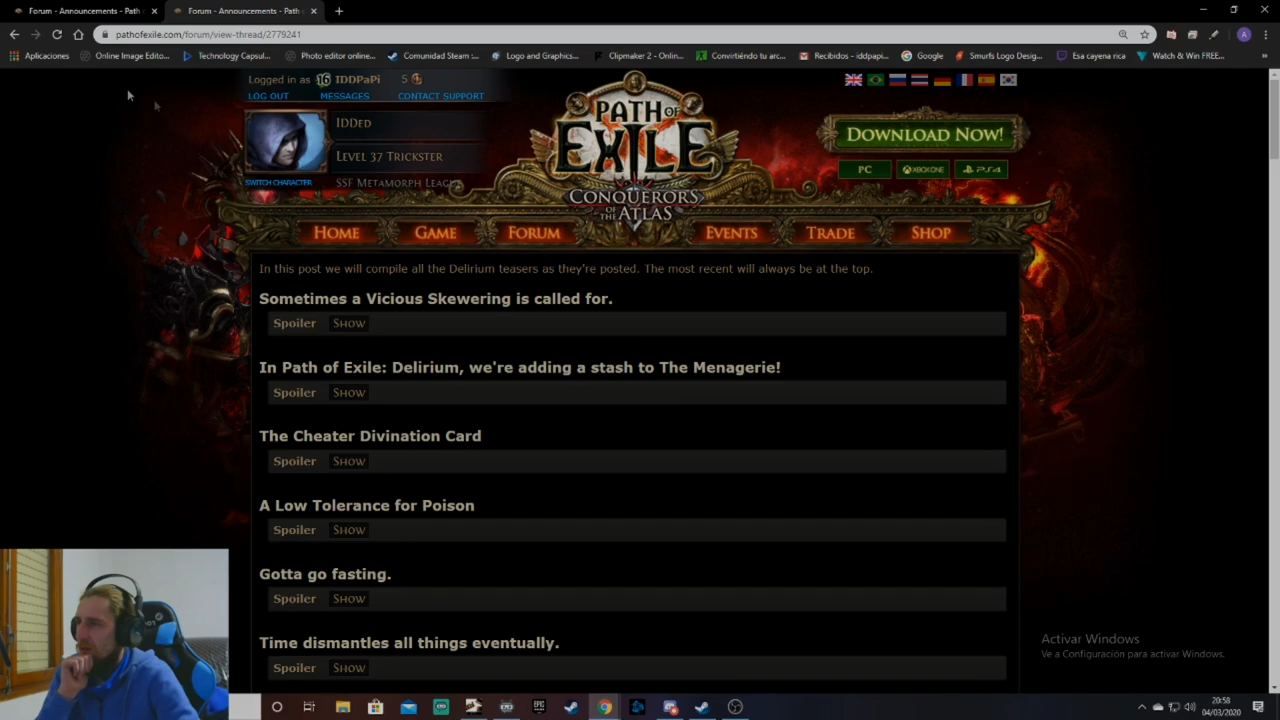 Forum - Announcements - Path
Forum - Announcements - Path
pathofexile.com/forum/view-thread/2779241
Aplicaciones
Online Image Edito...
Technology Capsul...
Photo editor online...
Comunidad Steam :...
Logo and Graphics...
Clipmaker 2 - Onlin...
Convirtiéndo tu arc...
Recibidos - iddpapi...
Google
Smurfs Logo Desig...
Esa cayena rica
Watch & Win FREE...
Logged in as 16 IDDPaPi 5
LOG OUT MESSAGES CONTACT SUPPORT
IDDed
Level 37 Trickster
SWITCH CHARACTER
SSF Metamorph League
PATH OF EXILE
CONQUERORS OF THE ATLAS
DOWNLOAD NOW!
PC XBOX ONE PS4
HOME GAME FORUM EVENTS TRADE SHOP
In this post we will compile all the Delirium teasers as they're posted. The most recent will always be at the top.
Sometimes a Vicious Skewering is called for.
Spoiler Show
In Path of Exile: Delirium, we're adding a stash to The Menagerie!
Spoiler Show
The Cheater Divination Card
Spoiler Show
A Low Tolerance for Poison
Spoiler Show
Gotta go fasting.
Spoiler Show
Time dismantles all things eventually.
Spoiler Show
Activar Windows
Ve a Configuración para activar Windows.
EPIC
20:58
04/03/2020